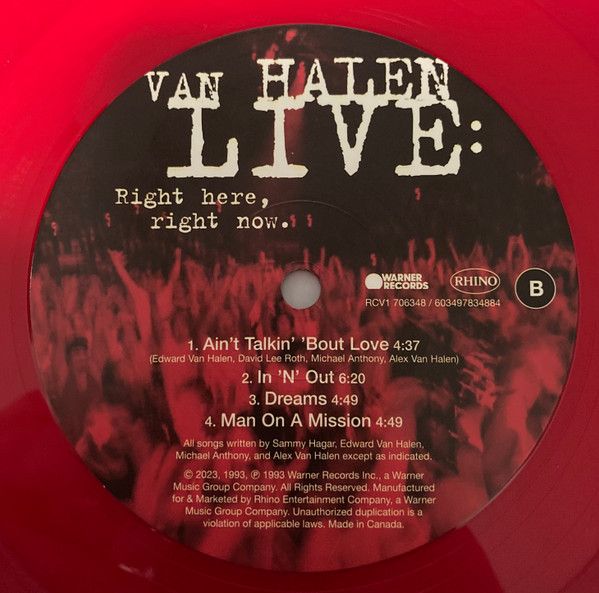 VAN HALEN
LIVE:
Right here,
right now.
WARNER
RECORDS
RHINO
B
RCV1 706348 / 603497834884
1. Ain’t Talkin’ ’Bout Love 4:37
(Edward Van Halen, David Lee Roth, Michael Anthony, Alex Van Halen)
2. In ’N’ Out 6:20
3. Dreams 4:49
4. Man On A Mission 4:49
All songs written by Sammy Hagar, Edward Van Halen,
Michael Anthony, and Alex Van Halen except as indicated.
© 2023, 1993, ℗ 1993 Warner Records Inc., a Warner
Music Group Company. All Rights Reserved. Manufactured
for & Marketed by Rhino Entertainment Company, a Warner
Music Group Company. Unauthorized duplication is a
violation of applicable laws. Made in Canada.